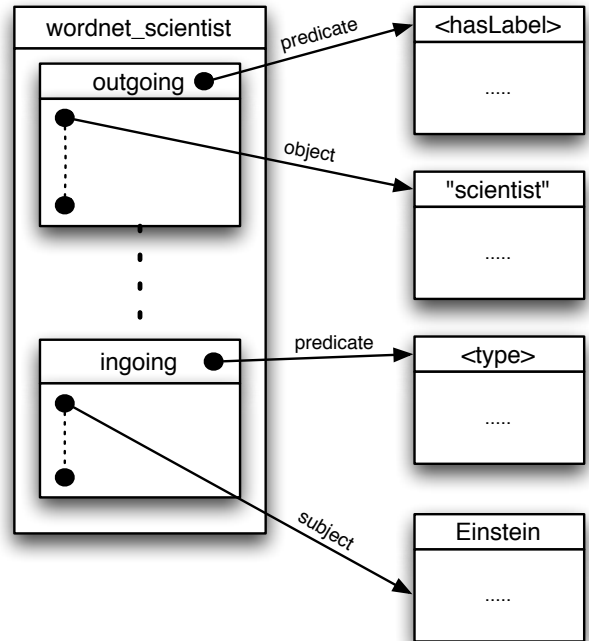 wordnet_scientist
outgoing
predicate
<hasLabel>
.....
object
"scientist"
.....
ingoing
predicate
<type>
.....
subject
Einstein
.....